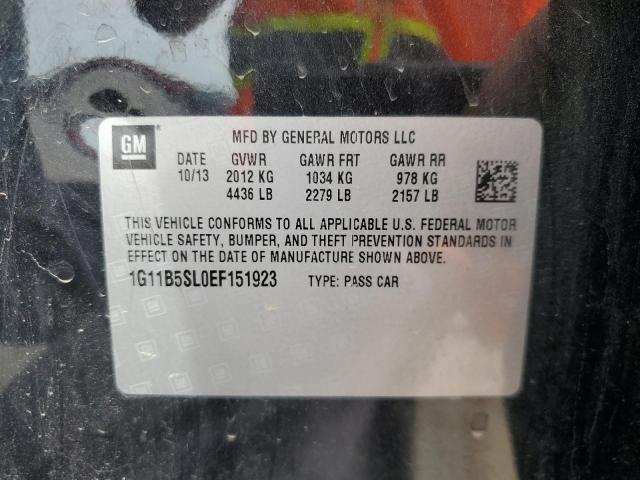 GM
MFD BY GENERAL MOTORS LLC
DATE GVWR GAWR FRT GAWR RR
10/13 2012 KG 1034 KG 978 KG
4436 LB 2279 LB 2157 LB
THIS VEHICLE CONFORMS TO ALL APPLICABLE U.S. FEDERAL MOTOR
VEHICLE SAFETY, BUMPER, AND THEFT PREVENTION STANDARDS IN
EFFECT ON THE DATE OF MANUFACTURE SHOWN ABOVE.
1G11B5SL0EF151923 TYPE: PASS CAR